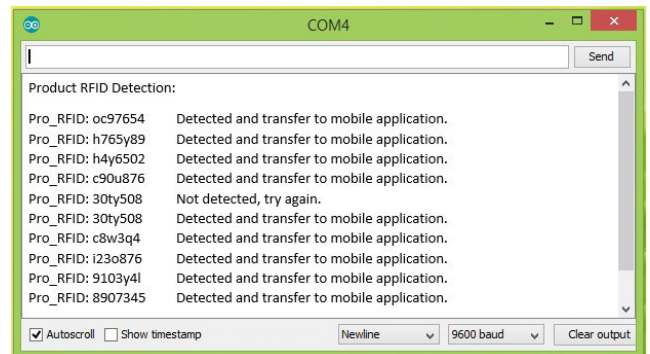 COM4
Send
Product RFID Detection:
Pro_RFID: oc97654 Detected and transfer to mobile application.
Pro_RFID: h765y89 Detected and transfer to mobile application.
Pro_RFID: h4y6502 Detected and transfer to mobile application.
Pro_RFID: c90u876 Detected and transfer to mobile application.
Pro_RFID: 30ty508 Not detected, try again.
Pro_RFID: 30ty508 Detected and transfer to mobile application.
Pro_RFID: c8w3q4 Detected and transfer to mobile application.
Pro_RFID: i23o876 Detected and transfer to mobile application.
Pro_RFID: 9103y4l Detected and transfer to mobile application.
Pro_RFID: 8907345 Detected and transfer to mobile application.
Autoscroll Show timestamp Newline 9600 baud Clear output